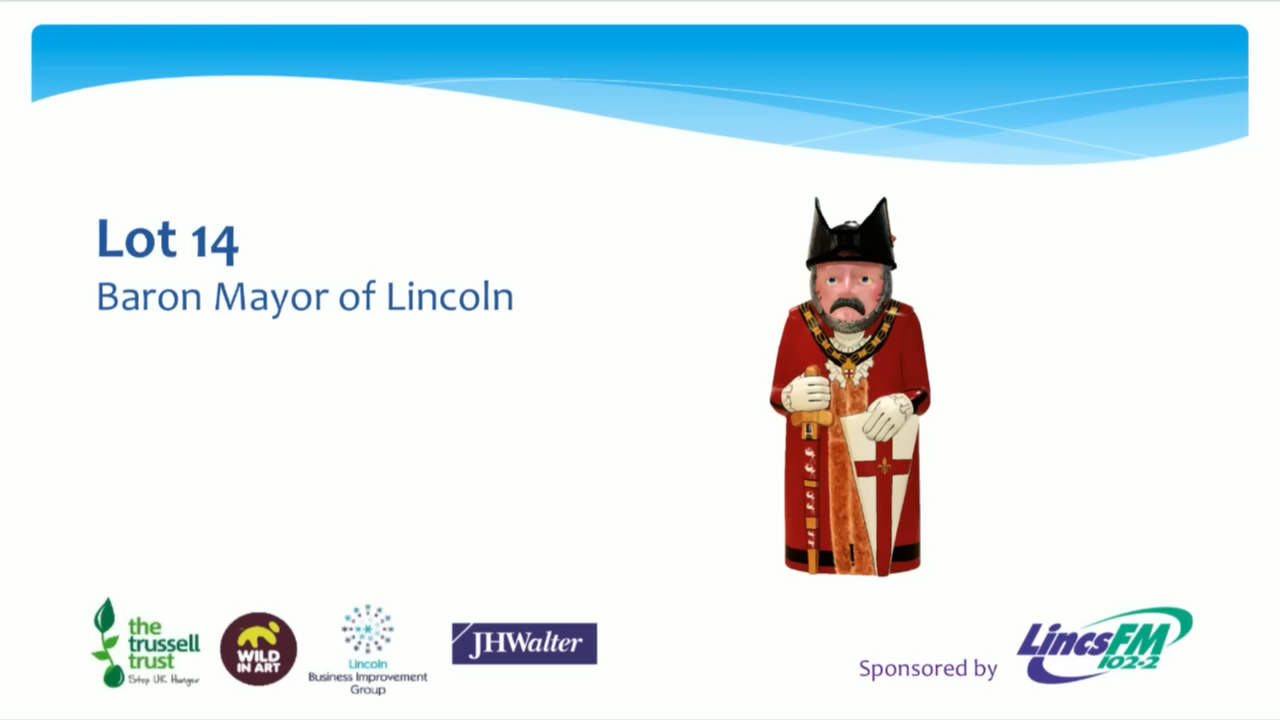 Lot 14
Baron Mayor of Lincoln
the
trussell
trust
Stop UK Hunger
WILD
IN ART
Lincoln
Business Improvement
Group
JHWalter
Sponsored by
LincsFM
102·2